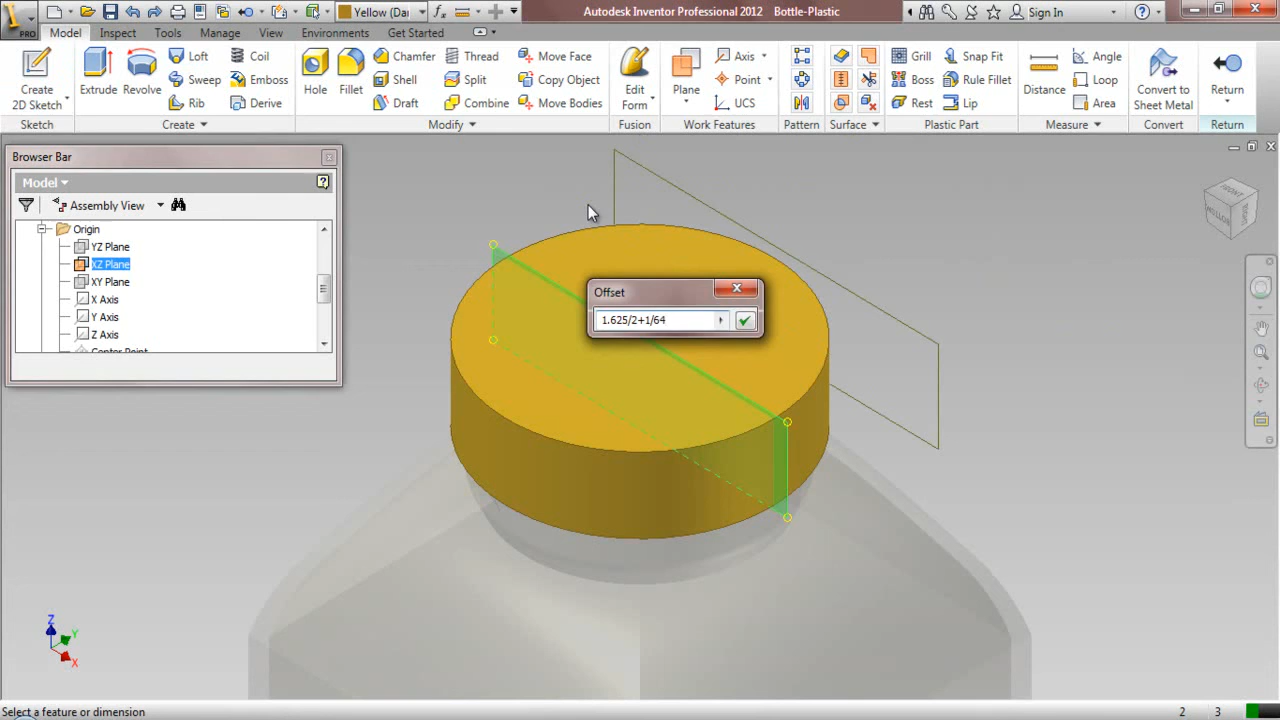 Yellow (Dai
Autodesk Inventor Professional 2012 Bottle-Plastic
Sign In
PRO
Model Inspect Tools Manage View Environments Get Started
Create 2D Sketch
Sketch
Extrude Revolve
Loft
Sweep
Rib
Coil
Emboss
Derive
Create
Hole Fillet
Chamfer
Shell
Draft
Thread
Split
Combine
Move Face
Copy Object
Move Bodies
Modify
Edit Form
Fusion
Plane
Axis
Point
UCS
Work Features
Pattern
Surface
Grill
Boss
Rest
Snap Fit
Rule Fillet
Lip
Plastic Part
Distance
Angle
Loop
Area
Measure
Convert to Sheet Metal
Convert
Return
Return
Browser Bar
Model
Assembly View
Origin
YZ Plane
XZ Plane
XY Plane
X Axis
Y Axis
Z Axis
Center Point
Offset
1.625/2+1/64
FRONT
Z
Y
X
Select a feature or dimension
2 3